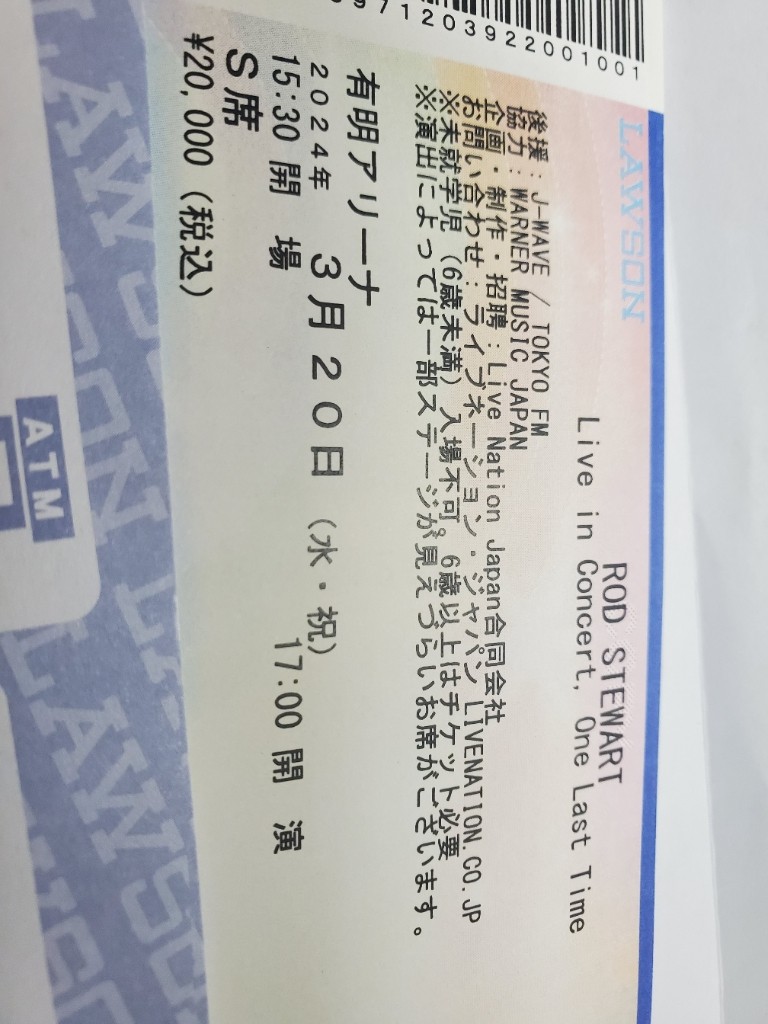 971203922001001
LAWSON
ROD STEWART
Live in Concert, One Last Time
後援：J-WAVE / TOKYO FM
協力：WARNER MUSIC JAPAN
企画・制作・招聘：Live Nation Japan合同会社
お問い合わせ：ライブネーション・ジャパン LIVENATION.CO.JP
※未就学児（6歳未満）入場不可。6歳以上はチケット必要
※演出によっては一部ステージが見えづらいお席がございます。
有明アリーナ
2024年 3月20日（水・祝）
15:30 開 場 17:00 開 演
S席
¥20,000（税込）
LAWSON
LAWSON
LAWSON
ATM